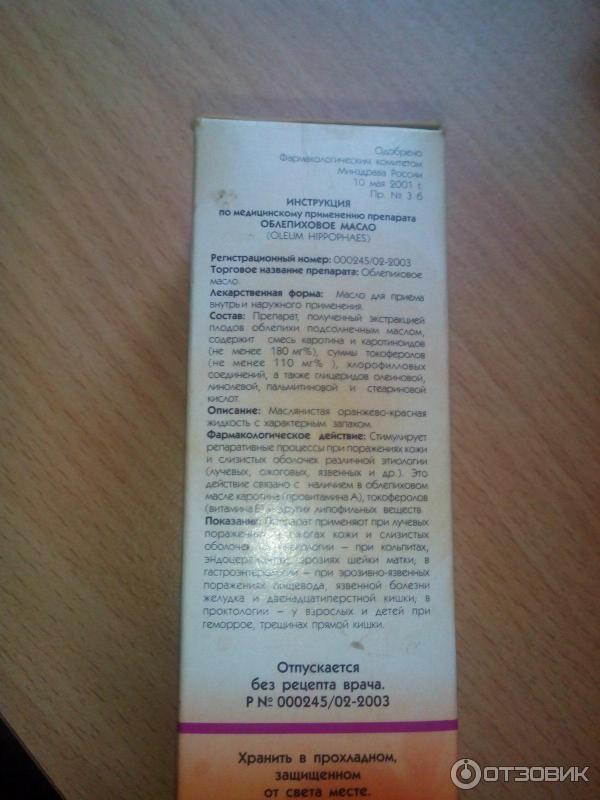 Одобрено
Фармакологическим комитетом
Минздрава России
10 мая 2001 г.
Пр. № 3 б
ИНСТРУКЦИЯ
по медицинскому применению препарата
ОБЛЕПИХОВОЕ МАСЛО
(OLEUM HIPPOPHAES)
Регистрационный номер: 000245/02-2003
Торговое название препарата: Облепиховое
масло.
Лекарственная форма: Масло для приема
внутрь и наружного применения.
Состав: Препарат, полученный экстракцией
плодов облепихи подсолнечным маслом,
содержит смесь каротина и каротиноидов
(не менее 180 мг%), суммы токоферолов
(не менее 110 мг% ), хлорофилловых
соединений, а также глицеридов олеиновой,
линолевой, пальмитиновой и стеариновой
кислот.
Описание: Маслянистая оранжево-красная
жидкость с характерным запахом.
Фармакологическое действие: Стимулирует
репаративные процессы при поражениях кожи
и слизистых оболочек различной этиологии
(лучевых, ожоговых, язвенных и др.). Это
действие связано с наличием в облепиховом
масле каротина (провитамина А), токоферолов
(витамина Е) других липофильных веществ.
Показания: Препарат применяют при лучевых
поражениях кожи и слизистых
оболочек, – при кольпитах,
эрозиях шейки матки; в
– при эрозивно-язвенных
поражениях пищевода, язвенной болезни
желудка и двенадцатиперстной кишки; в
проктологии – у взрослых и детей при
геморрое, трещинах прямой кишки.
Отпускается
без рецепта врача.
Р № 000245/02-2003
Хранить в прохладном,
защищенном
от света месте.
ОТЗОВИК